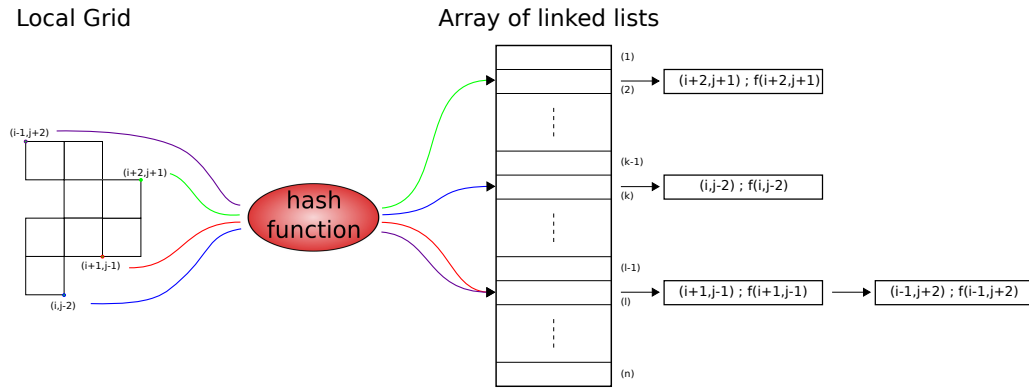 Local Grid
Array of linked lists
(i-1,j+2)
(i+2,j+1)
(i+1,j-1)
(i,j-2)
hash
function
(1)
(2)
(k-1)
(k)
(l-1)
(l)
(n)
(i+2,j+1) ; f(i+2,j+1)
(i,j-2) ; f(i,j-2)
(i+1,j-1) ; f(i+1,j-1)
(i-1,j+2) ; f(i-1,j+2)